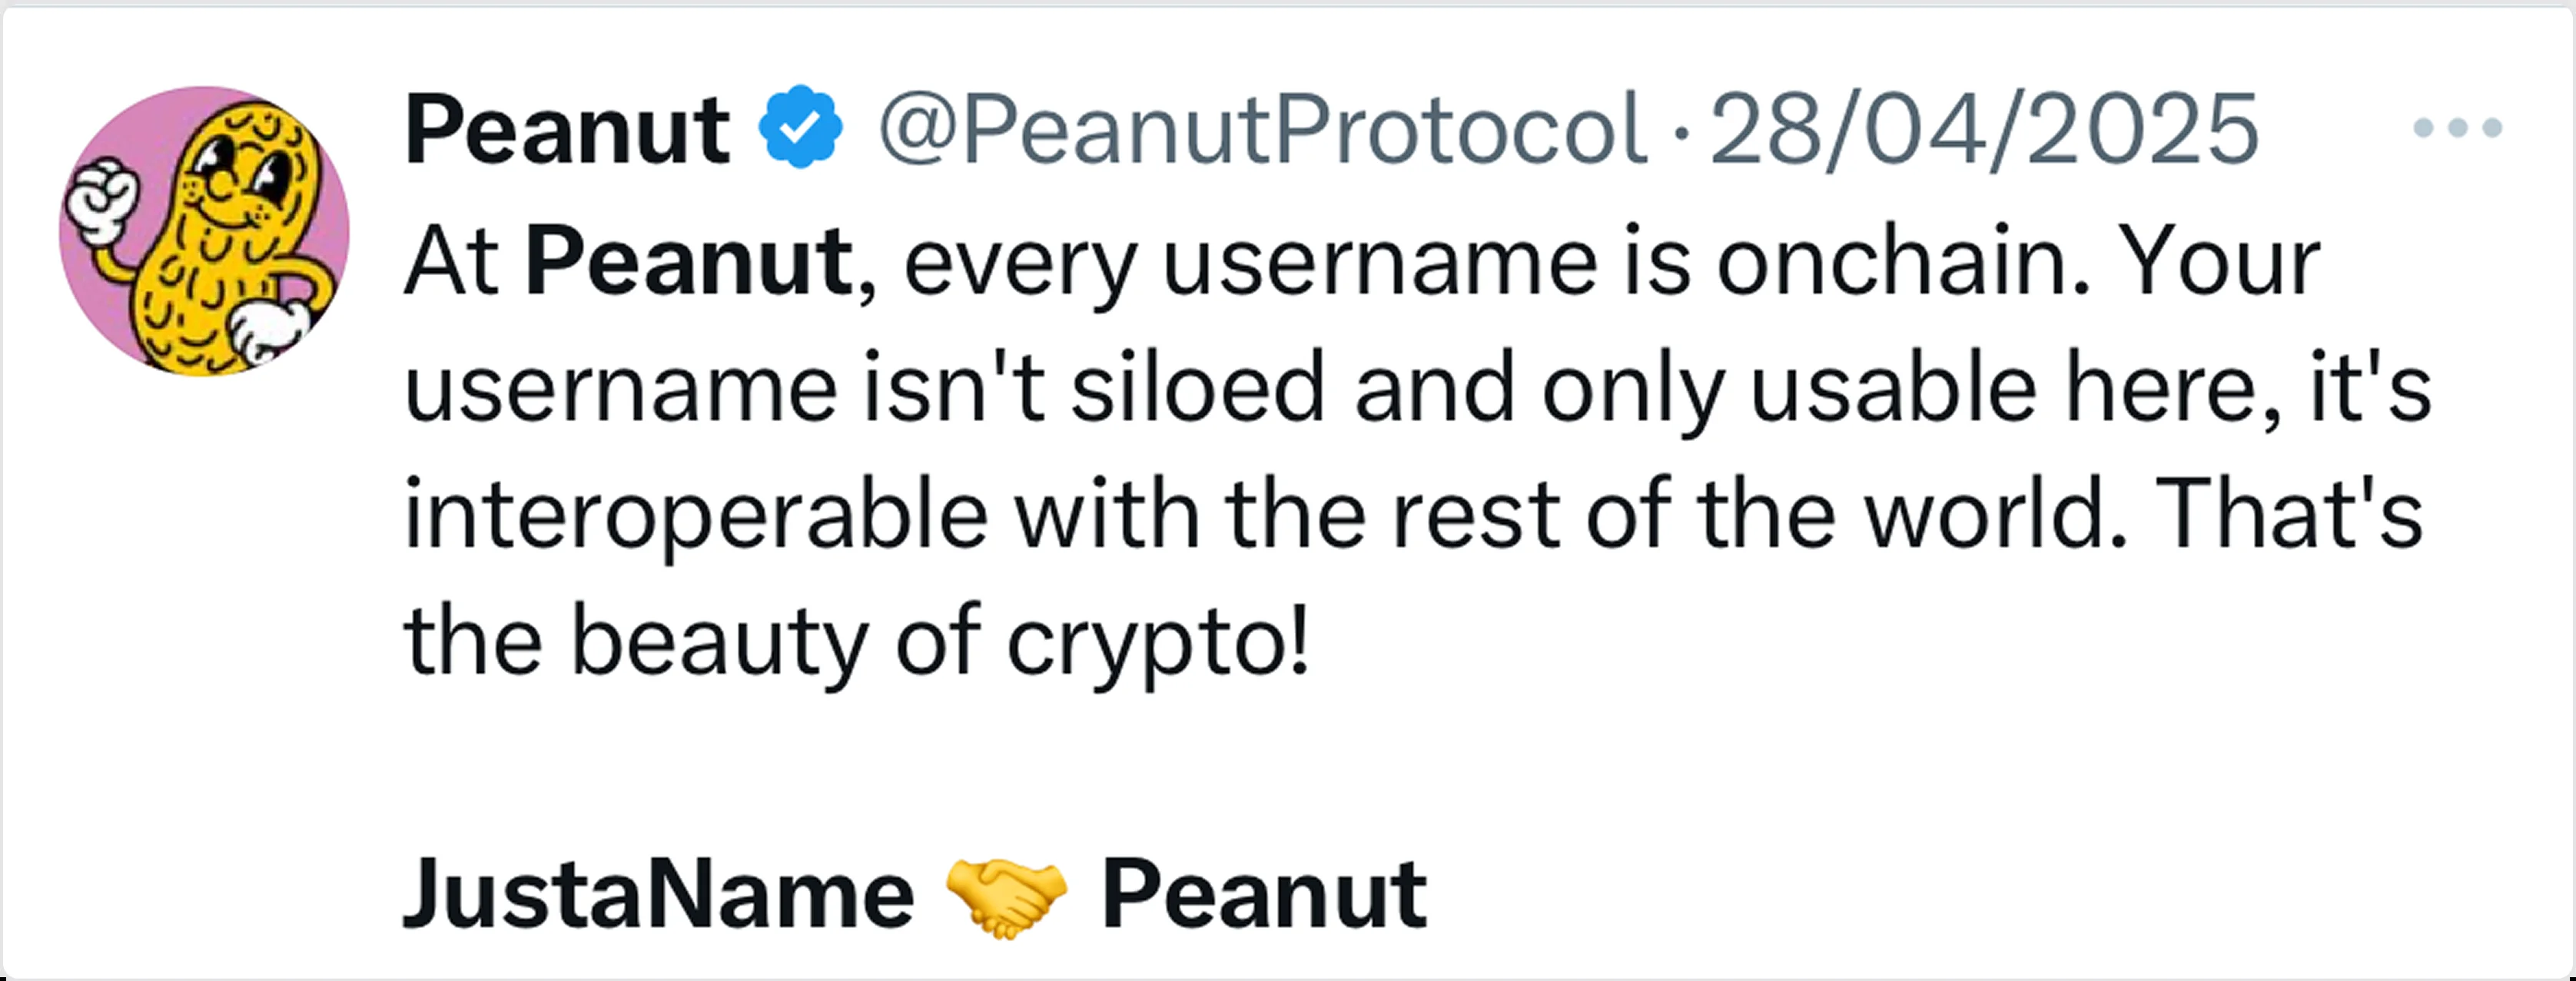 Peanut @PeanutProtocol · 28/04/2025
At Peanut, every username is onchain. Your
username isn't siloed and only usable here, it's
interoperable with the rest of the world. That's
the beauty of crypto!
JustaName 🤝 Peanut